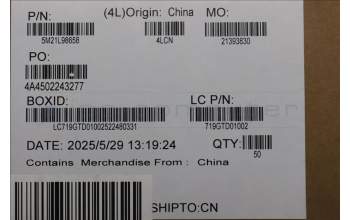 P/N: (4L)Origin: China MO:
5M21L98658 4LCN 21393830
PO:
4A4502243277
BOXID: LC P/N:
LC719GTD01002522480331 719GTD01002
DATE: 2025/5/29 13:19:24 QTY:
50
Contains Merchandise From : China
SHIPTO:CN